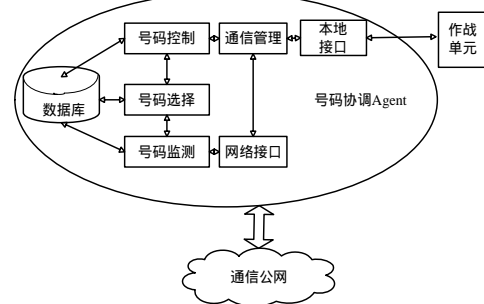 号码控制
通信管理
本地
接口
作战
单元
数据库
号码选择
号码协调Agent
号码监测
网络接口
通信公网